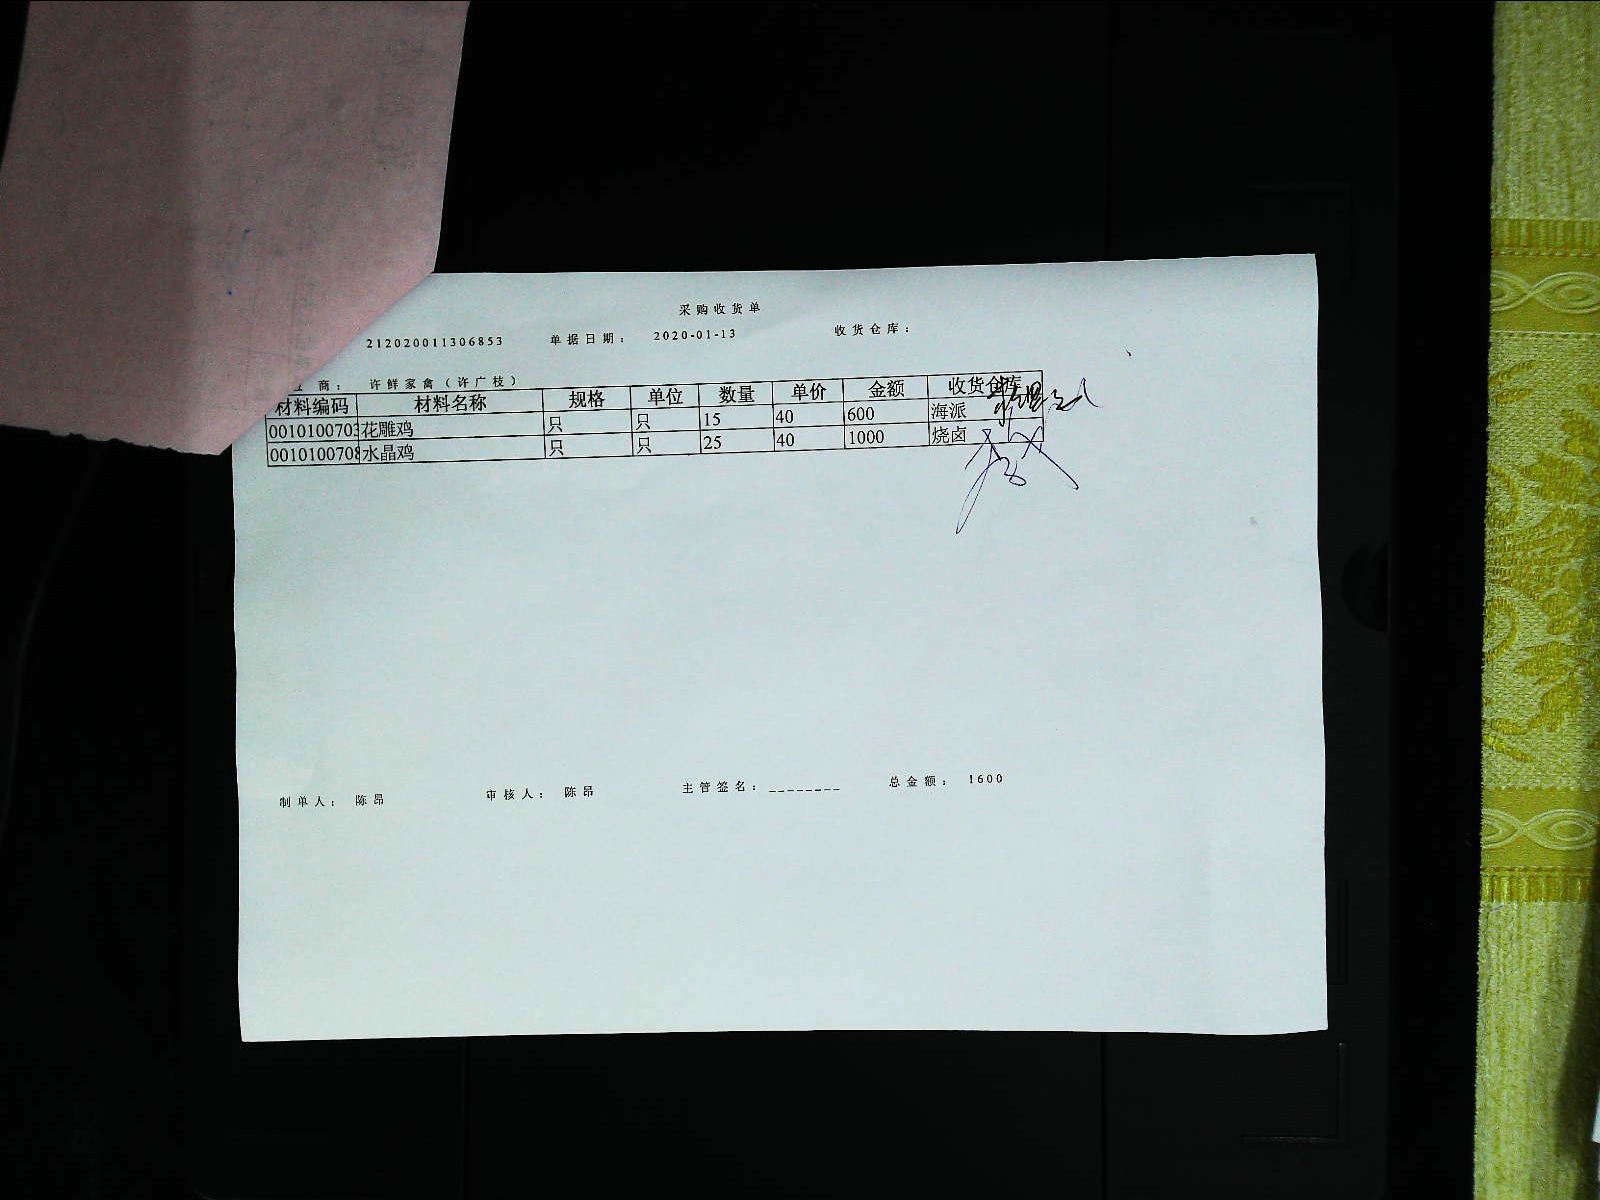 采购收货单
212020011306853 单据日期： 2020-01-13 收货仓库：
商： 许鲜家禽（许广枝）
材料编码 材料名称 规格 单位 数量 单价 金额 收货仓库
0010100703 花雕鸡 只 只 15 40 600 海派
0010100708 水晶鸡 只 只 25 40 1000 烧卤
制单人： 陈昂 审核人： 陈昂 主管签名：________ 总金额： 1600